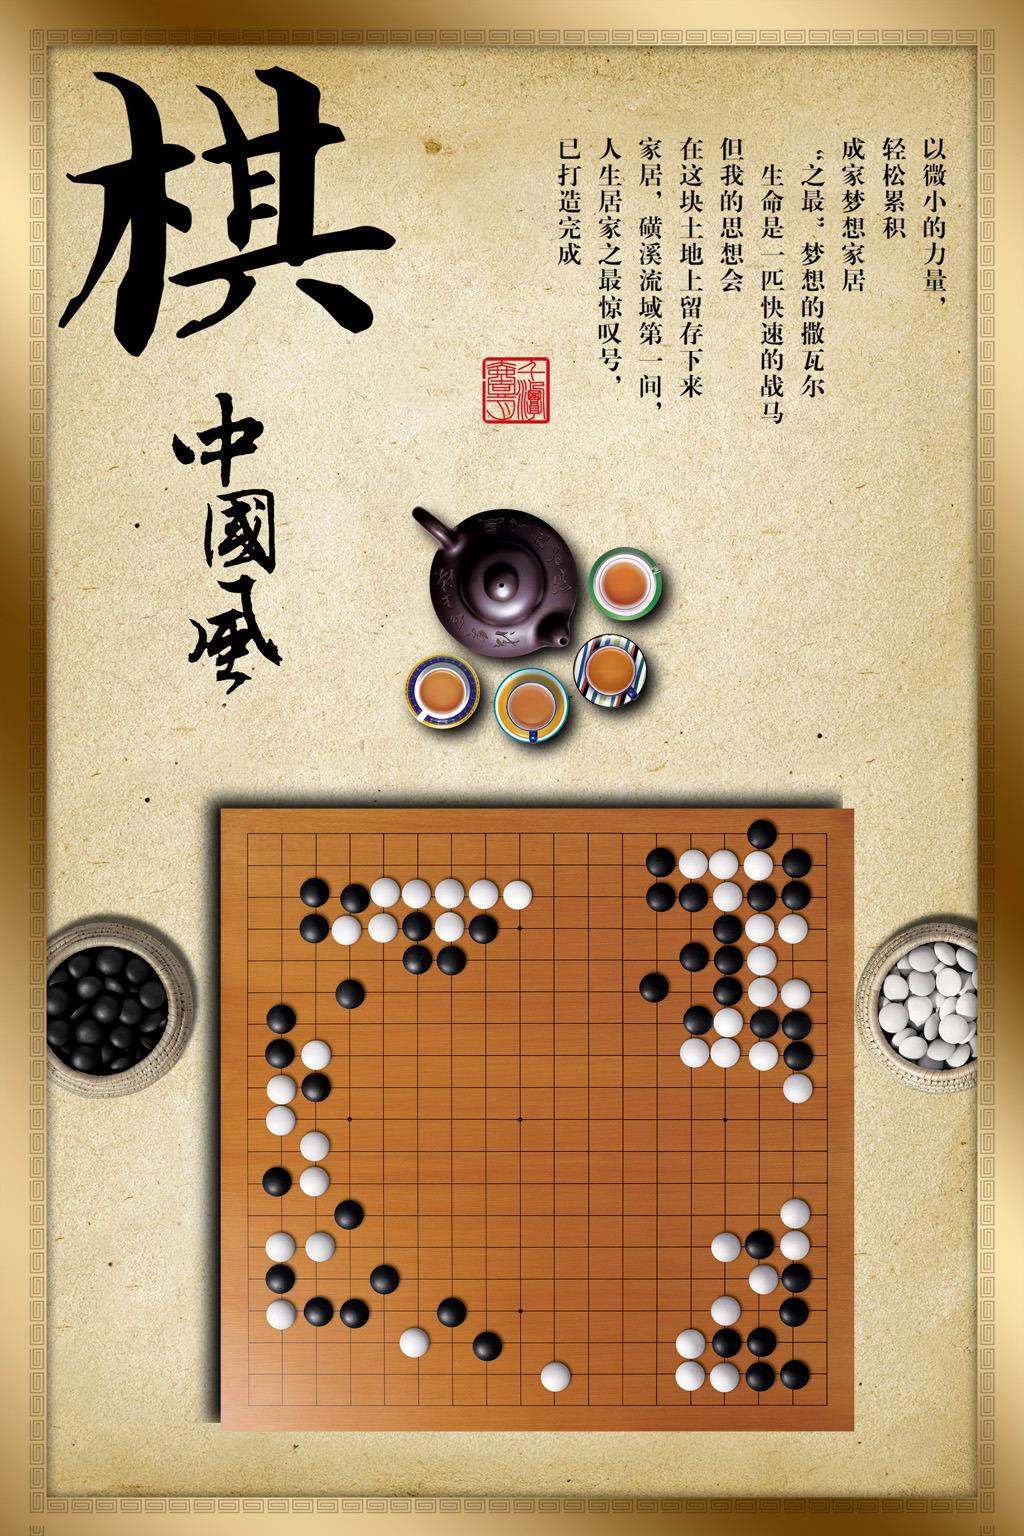 棋
中國風
以微小的力量，
轻松累积
成家梦想家居
“之最”梦想的撒瓦尔
生命是一匹快速的战马
但我的思想会
在这块土地上留存下来
家居，磺溪流域第一间，
人生居家之最惊叹号，
已打造完成